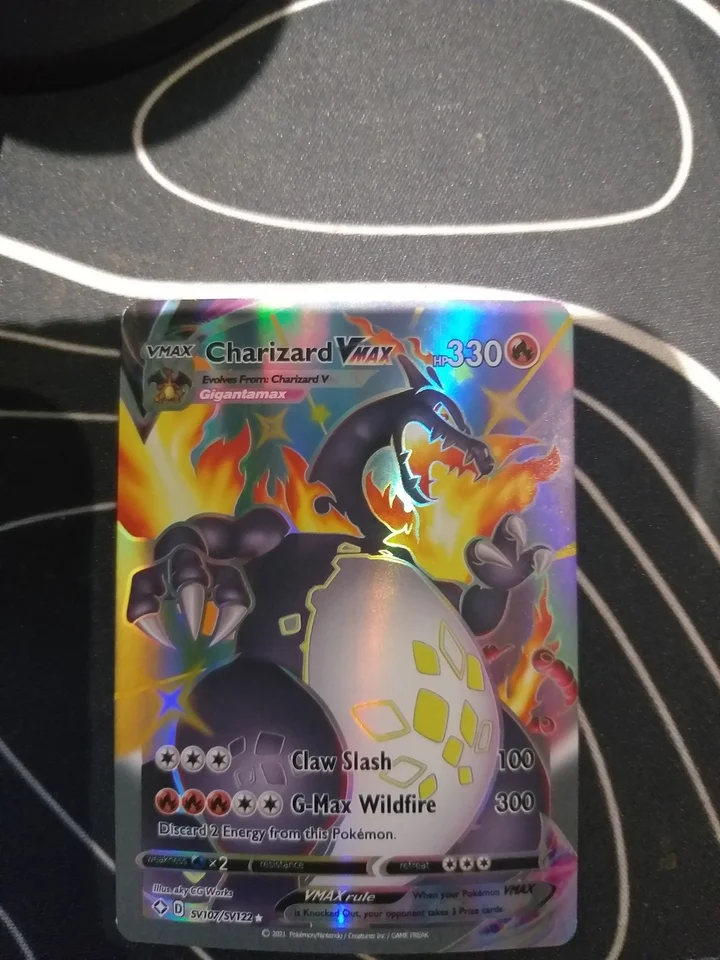 VMAX Charizard VMAX HP 330
Evolves From: Charizard V
Gigantamax
Claw Slash 100
G-Max Wildfire 300
Discard 2 Energy from this Pokémon.
weakness ×2 resistance retreat
Illus. aky CG Works
VMAX rule When your Pokémon VMAX
is Knocked Out, your opponent takes 3 Prize cards.
D SV107/SV122
© 2021 Pokémon/Nintendo / Creatures Inc. / GAME FREAK